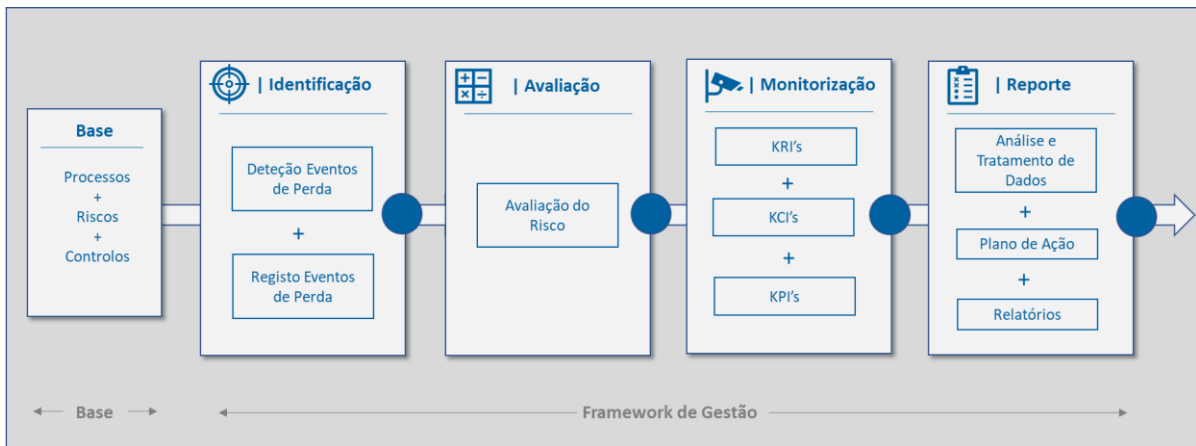 Base
Processos
+
Riscos
+
Controlos
| Identificação
Deteção Eventos
de Perda
+
Registo Eventos
de Perda
| Avaliação
Avaliação do
Risco
| Monitorização
KRI's
+
KCI's
+
KPI's
| Reporte
Análise e
Tratamento de
Dados
+
Plano de Ação
+
Relatórios
Base
Framework de Gestão